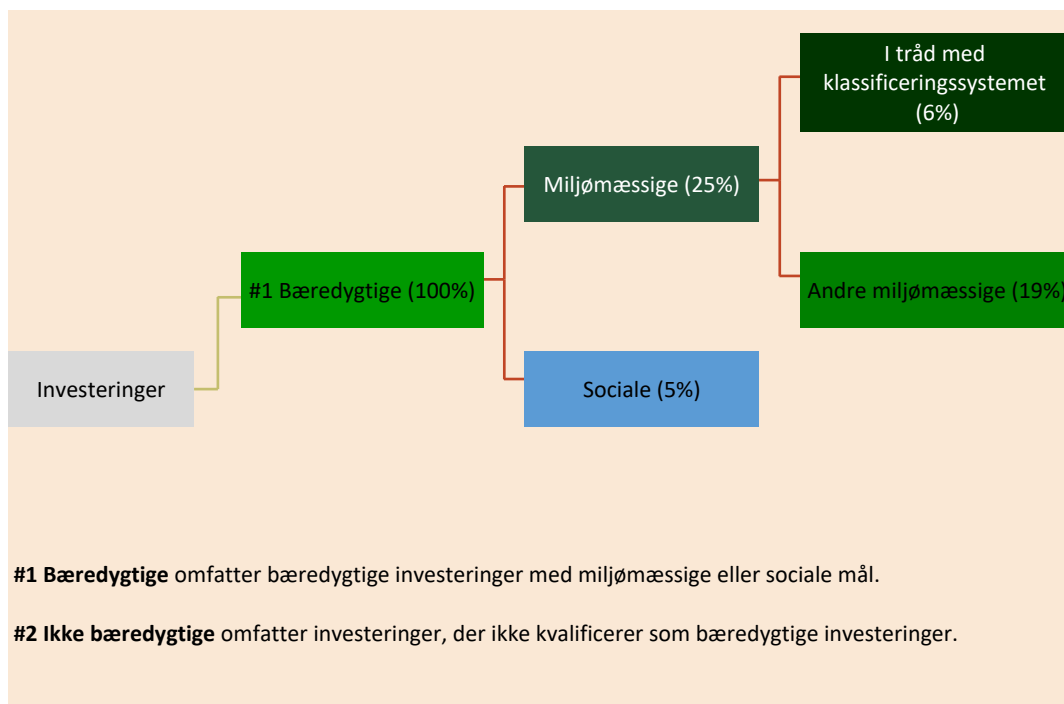 I tråd med
klassificeringssystemet
(6%)
Miljømæssige (25%)
#1 Bæredygtige (100%)
Andre miljømæssige (19%)
Investeringer
Sociale (5%)
#1 Bæredygtige omfatter bæredygtige investeringer med miljømæssige eller sociale mål.
#2 Ikke bæredygtige omfatter investeringer, der ikke kvalificerer som bæredygtige investeringer.